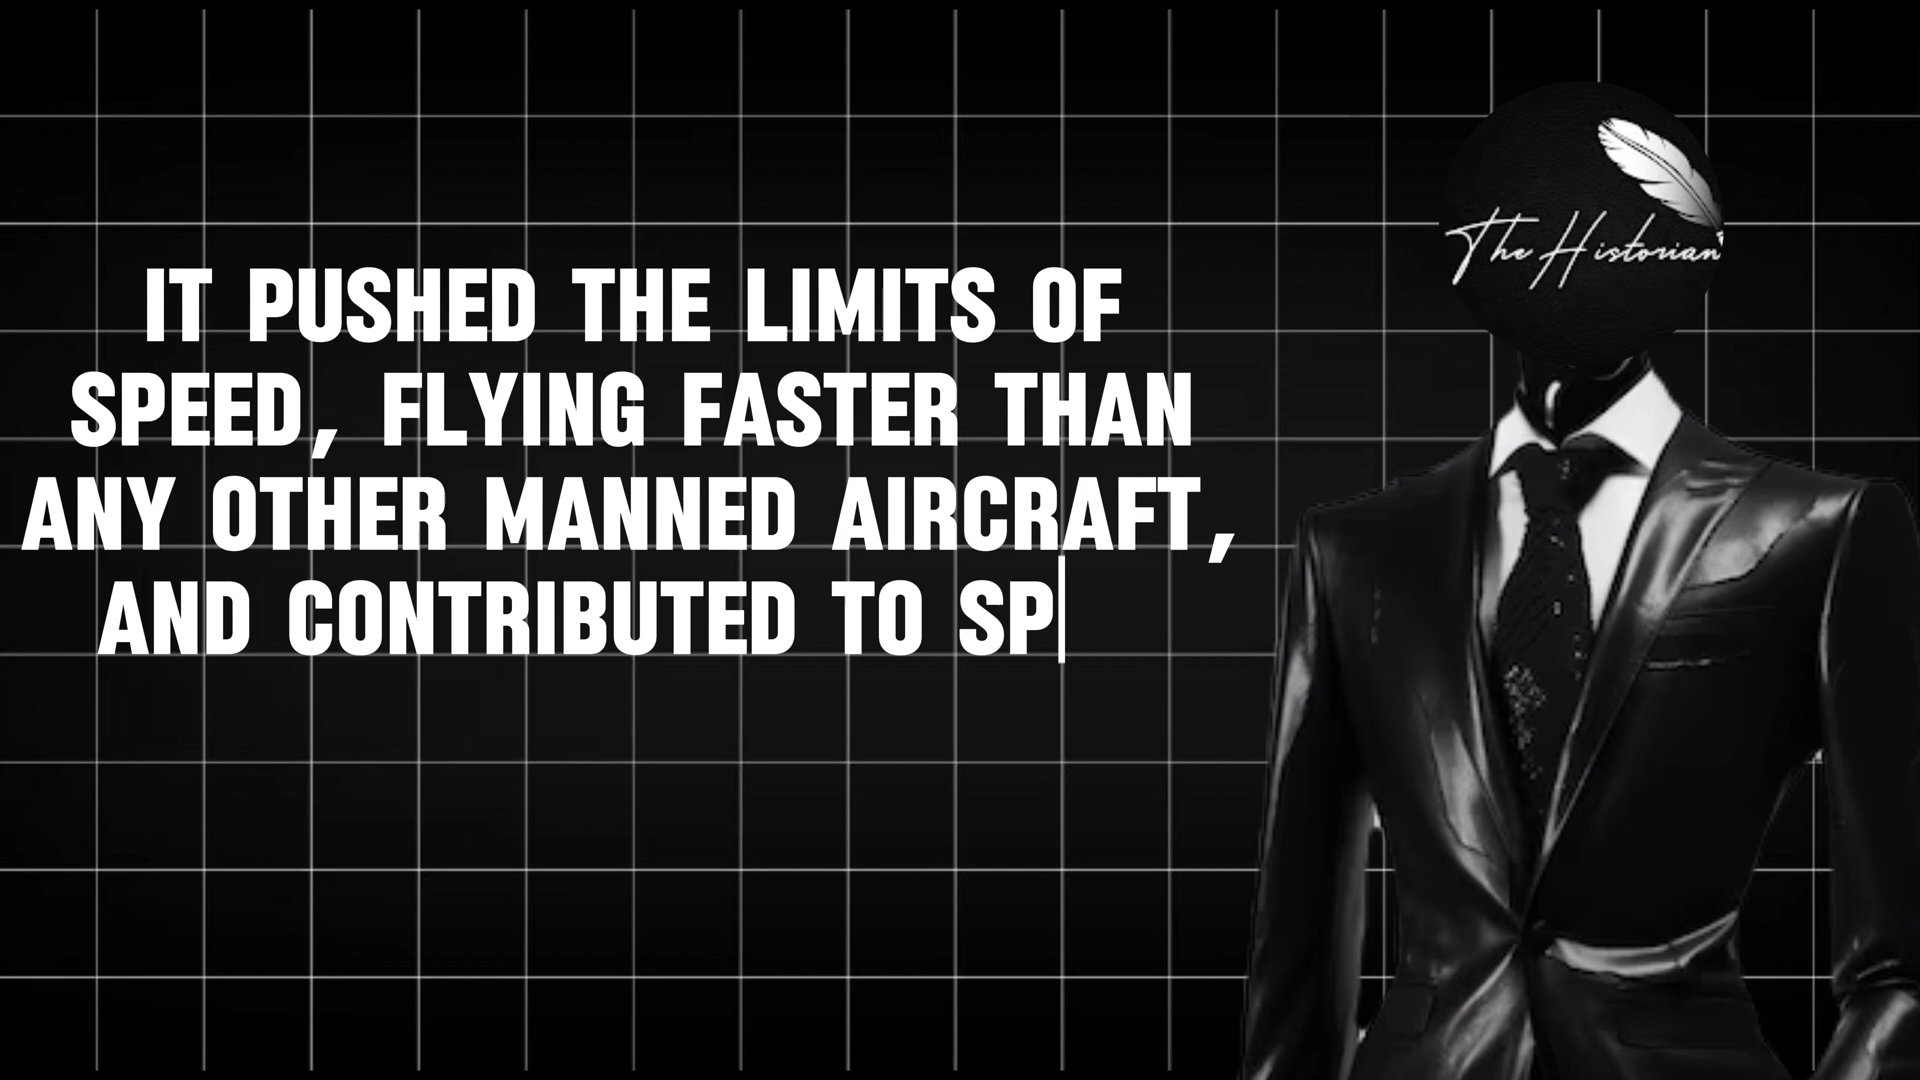 IT PUSHED THE LIMITS OF
SPEED, FLYING FASTER THAN
ANY OTHER MANNED AIRCRAFT,
AND CONTRIBUTED TO SP
The Historian